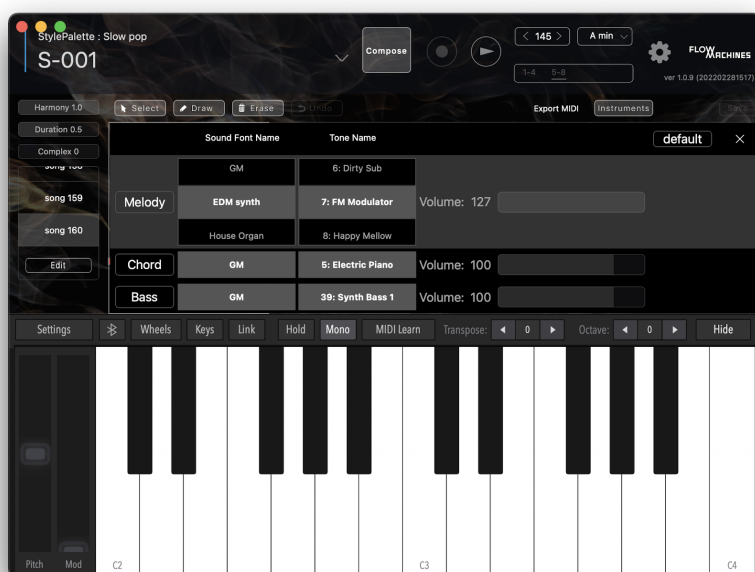 StylePalette : Slow pop
S-001
Compose
145
A min
1-4 5-8
FLOW MACHINES
ver 1.0.9 (202202281517)
Harmony 1.0
Select
Draw
Erase
Undo
Export MIDI
Instruments
Save
Duration 0.5
Complex 0
Sound Font Name
Tone Name
default
song 158
song 159
song 160
Edit
GM
6: Dirty Sub
Melody
EDM synth
7: FM Modulator
Volume: 127
House Organ
8: Happy Mellow
Chord
GM
5: Electric Piano
Volume: 100
Bass
GM
39: Synth Bass 1
Volume: 100
Settings
Wheels
Keys
Link
Hold
Mono
MIDI Learn
Transpose:
0
Octave:
0
Hide
Pitch
Mod
C2
C3
C4